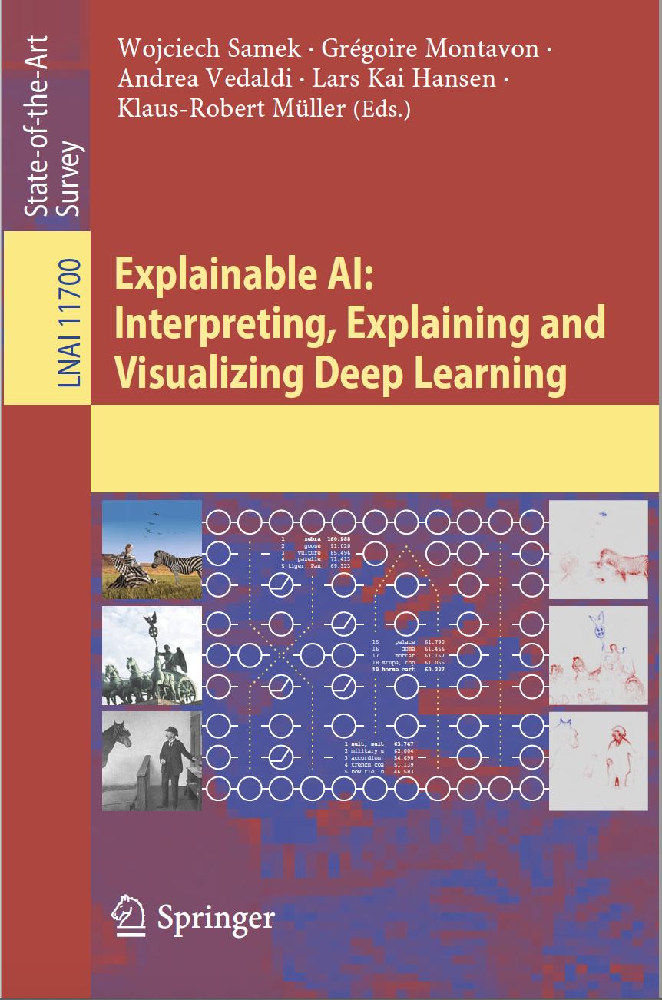 State-of-the-Art
Survey
LNAI 11700
Wojciech Samek · Grégoire Montavon ·
Andrea Vedaldi · Lars Kai Hansen ·
Klaus-Robert Müller (Eds.)
Explainable AI:
Interpreting, Explaining and
Visualizing Deep Learning
1 zebra 160.988
2 goose 91.020
3 vulture 85.496
4 gazelle 71.413
5 tiger, Pan 69.323
15 palace 61.790
16 dome 61.466
17 mortar 61.167
18 stupa, top 61.055
19 horse cart 60.227
1 suit, suit 63.747
2 military u 62.004
3 accordion, 54.690
4 trench coa 51.139
5 bow tie, b 46.583
Springer